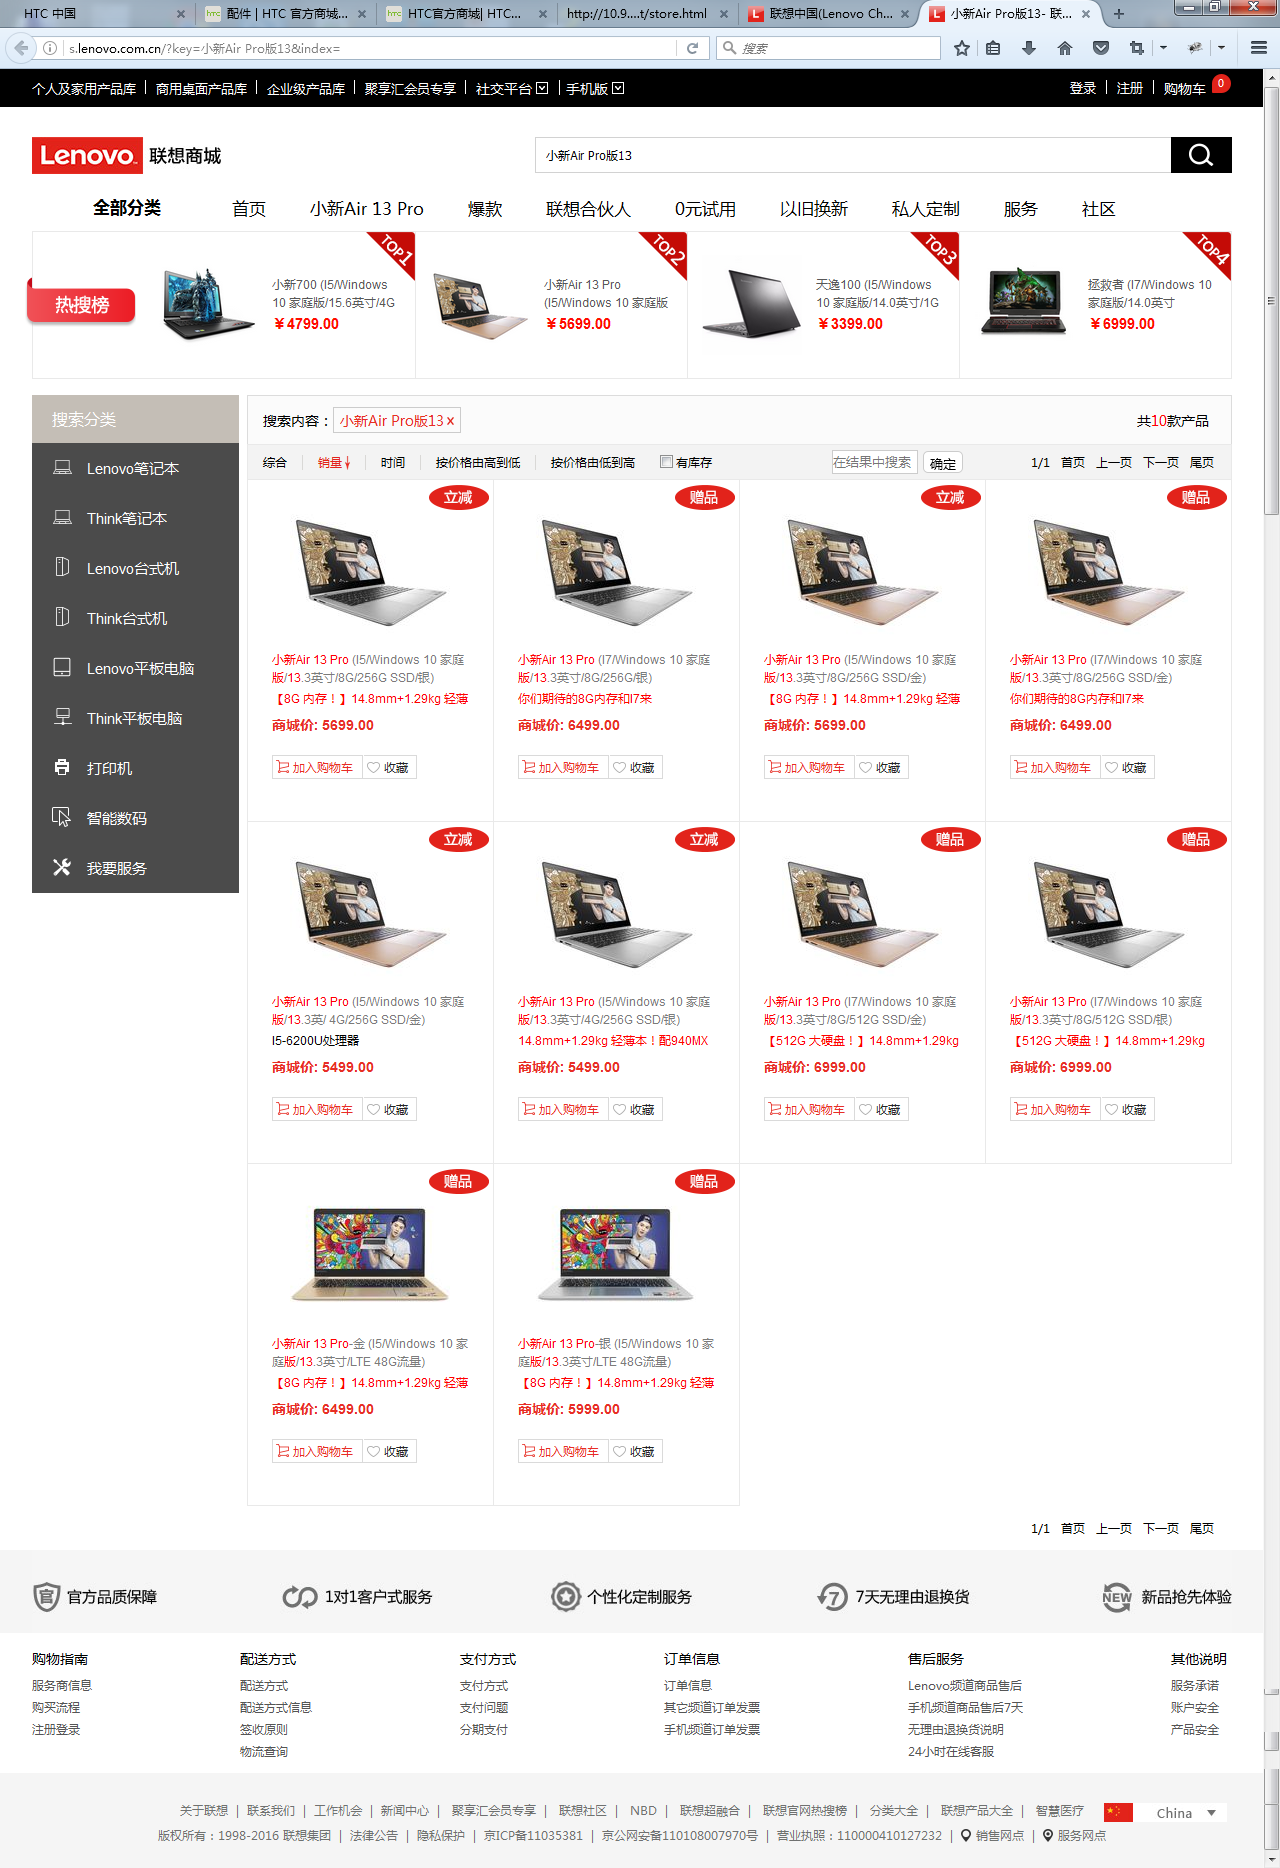 HTC 中国
配件 | HTC 官方商城...
HTC官方商城| HTC...
http://10.9....t/store.html
联想中国(Lenovo Ch...
小新Air Pro版13- 联...
s.lenovo.com.cn/?key=小新Air Pro版13&index=
搜索
个人及家用产品库 | 商用桌面产品库 | 企业级产品库 | 聚享汇会员专享 | 社交平台 | 手机版
登录 | 注册 | 购物车 0
Lenovo 联想商城
小新Air Pro版13
全部分类 首页 小新Air 13 Pro 爆款 联想合伙人 0元试用 以旧换新 私人定制 服务 社区
热搜榜
TOP1
小新700 (I5/Windows
10 家庭版/15.6英寸/4G
￥4799.00
TOP2
小新Air 13 Pro
(I5/Windows 10 家庭版
￥5699.00
TOP3
天逸100 (I5/Windows
10 家庭版/14.0英寸/1G
￥3399.00
TOP4
拯救者 (I7/Windows 10
家庭版/14.0英寸
￥6999.00
搜索分类
Lenovo笔记本
Think笔记本
Lenovo台式机
Think台式机
Lenovo平板电脑
Think平板电脑
打印机
智能数码
我要服务
搜索内容： 小新Air Pro版13 x
共10款产品
综合 销量 时间 按价格由高到低 按价格由低到高 有库存 在结果中搜索 确定 1/1 首页 上一页 下一页 尾页
立减
小新Air 13 Pro (I5/Windows 10 家庭
版/13.3英寸/8G/256G SSD/银)
【8G 内存！】14.8mm+1.29kg 轻薄
商城价: 5699.00
加入购物车 收藏
赠品
小新Air 13 Pro (I7/Windows 10 家庭
版/13.3英寸/8G/256G/银)
你们期待的8G内存和I7来
商城价: 6499.00
加入购物车 收藏
立减
小新Air 13 Pro (I5/Windows 10 家庭
版/13.3英寸/8G/256G SSD/金)
【8G 内存！】14.8mm+1.29kg 轻薄
商城价: 5699.00
加入购物车 收藏
赠品
小新Air 13 Pro (I7/Windows 10 家庭
版/13.3英寸/8G/256G SSD/金)
你们期待的8G内存和I7来
商城价: 6499.00
加入购物车 收藏
立减
小新Air 13 Pro (I5/Windows 10 家庭
版/13.3英/ 4G/256G SSD/金)
I5-6200U处理器
商城价: 5499.00
加入购物车 收藏
立减
小新Air 13 Pro (I5/Windows 10 家庭
版/13.3英寸/4G/256G SSD/银)
14.8mm+1.29kg 轻薄本！配940MX
商城价: 5499.00
加入购物车 收藏
赠品
小新Air 13 Pro (I7/Windows 10 家庭
版/13.3英寸/8G/512G SSD/金)
【512G 大硬盘！】14.8mm+1.29kg
商城价: 6999.00
加入购物车 收藏
赠品
小新Air 13 Pro (I7/Windows 10 家庭
版/13.3英寸/8G/512G SSD/银)
【512G 大硬盘！】14.8mm+1.29kg
商城价: 6999.00
加入购物车 收藏
赠品
小新Air 13 Pro-金 (I5/Windows 10 家
庭版/13.3英寸/LTE 48G流量)
【8G 内存！】14.8mm+1.29kg 轻薄
商城价: 6499.00
加入购物车 收藏
赠品
小新Air 13 Pro-银 (I5/Windows 10 家
庭版/13.3英寸/LTE 48G流量)
【8G 内存！】14.8mm+1.29kg 轻薄
商城价: 5999.00
加入购物车 收藏
1/1 首页 上一页 下一页 尾页
官 官方品质保障
1对1客户式服务
个性化定制服务
7 7天无理由退换货
NEW 新品抢先体验
购物指南
服务商信息
购买流程
注册登录
配送方式
配送方式
配送方式信息
签收原则
物流查询
支付方式
支付方式
支付问题
分期支付
订单信息
订单信息
其它频道订单发票
手机频道订单发票
售后服务
Lenovo频道商品售后
手机频道商品售后7天
无理由退换货说明
24小时在线客服
其他说明
服务承诺
账户安全
产品安全
关于联想 | 联系我们 | 工作机会 | 新闻中心 | 聚享汇会员专享 | 联想社区 | NBD | 联想超融合 | 联想官网热搜榜 | 分类大全 | 联想产品大全 | 智慧医疗
China
版权所有：1998-2016 联想集团 | 法律公告 | 隐私保护 | 京ICP备11035381 | 京公网安备110108007970号 | 营业执照：110000410127232 | 销售网点 | 服务网点